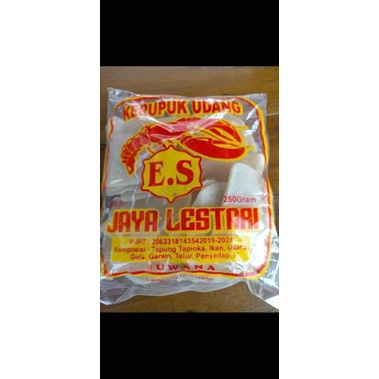 KERUPUK UDANG
E.S
250Gram
JAYA LESTARI
P-IRT : 2063318143542019-2024
Komposisi : Tepung Tapioka, Ikan, Udang,
Gula, Garam, Telur, Penyedap,
JUWANA